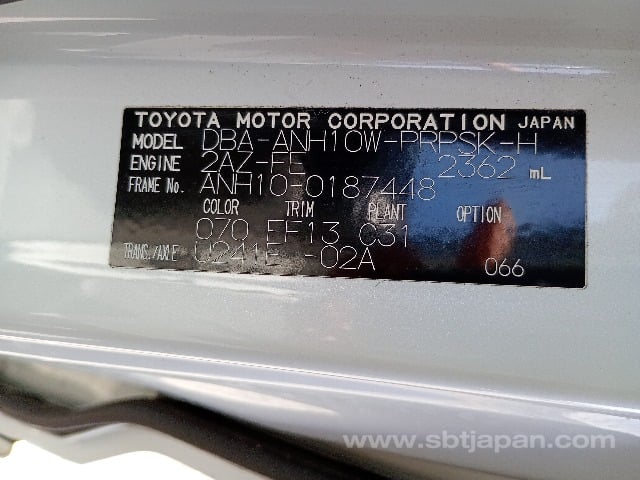 TOYOTA MOTOR CORPORATION JAPAN
MODEL DBA-ANH10W-PRPSK-H
ENGINE 2AZ-FE 2362 mL
FRAME No. ANH10-0187448
COLOR TRIM PLANT OPTION
070 FF13 C31
TRANS./AXLE U241E -02A 066
www.sbtjapan.com